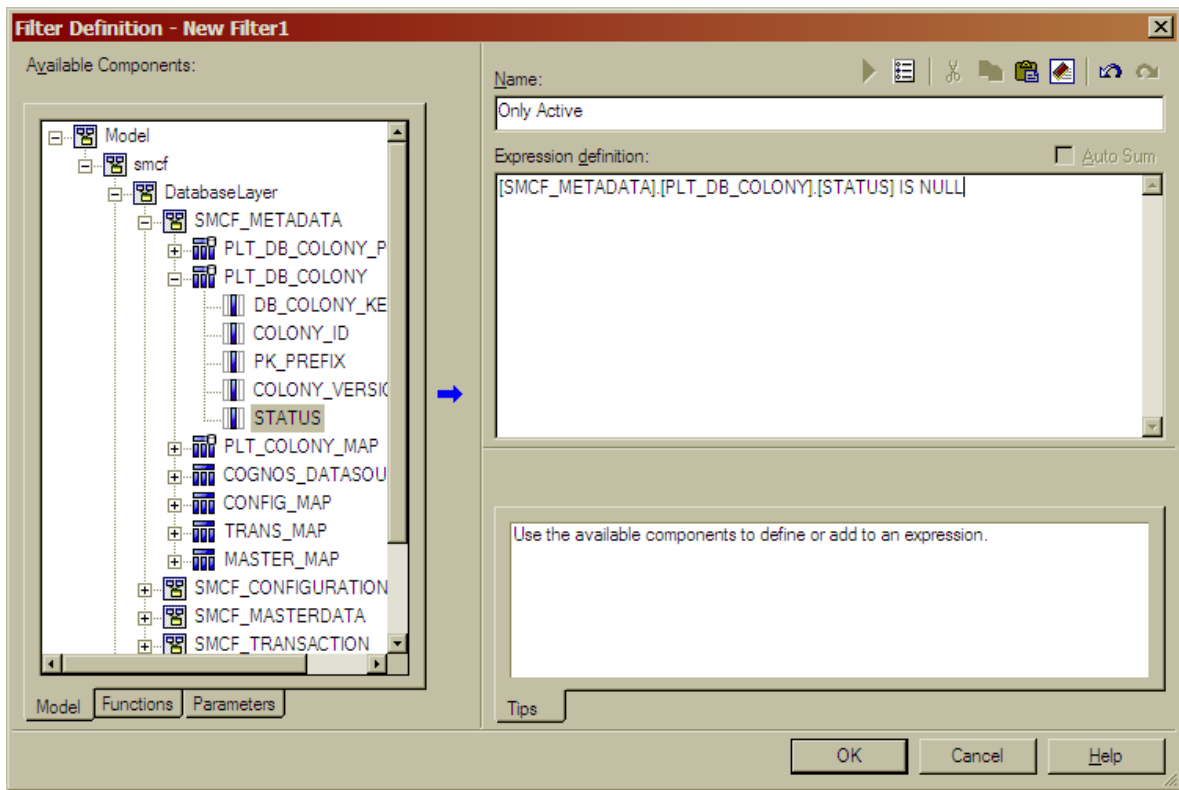 Filter Definition - New Filter1
Available Components:
Model
smcf
DatabaseLayer
SMCF_METADATA
PLT_DB_COLONY_P
PLT_DB_COLONY
DB_COLONY_KE
COLONY_ID
PK_PREFIX
COLONY_VERSIO
STATUS
PLT_COLONY_MAP
COGNOS_DATASOU
CONFIG_MAP
TRANS_MAP
MASTER_MAP
SMCF_CONFIGURATION
SMCF_MASTERDATA
SMCF_TRANSACTION
Model Functions Parameters
Name:
Only Active
Expression definition: Auto Sum
[SMCF_METADATA].[PLT_DB_COLONY].[STATUS] IS NULL
Use the available components to define or add to an expression.
Tips
OK Cancel Help